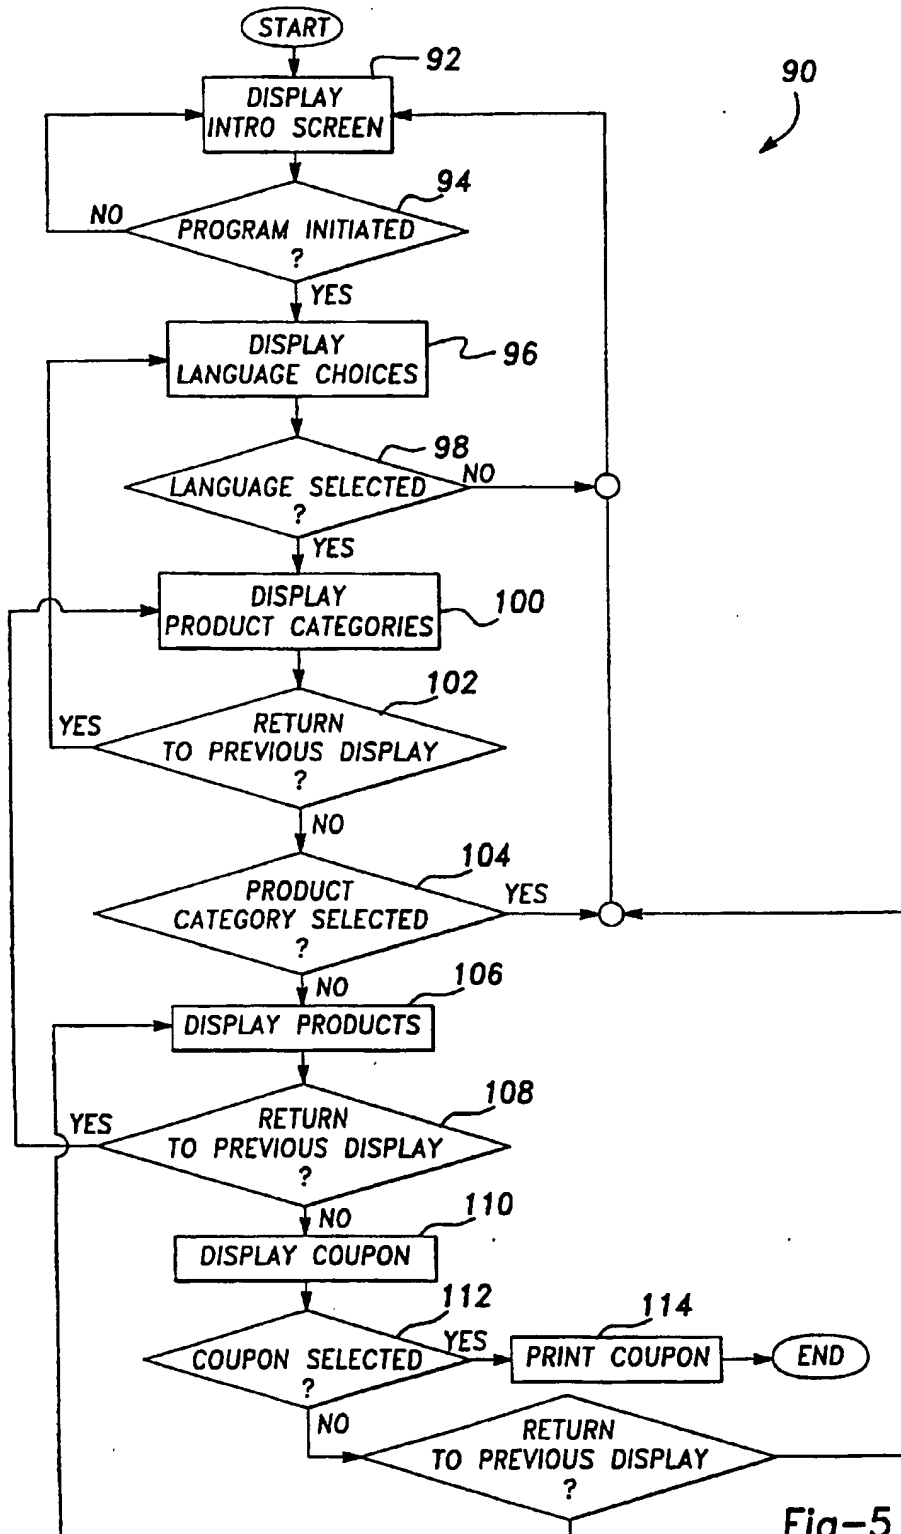 START
92
DISPLAY
INTRO SCREEN
90
94
NO
PROGRAM INITIATED
?
YES
DISPLAY
LANGUAGE CHOICES
96
98
NO
LANGUAGE SELECTED
?
YES
DISPLAY
PRODUCT CATEGORIES
100
102
YES
RETURN
TO PREVIOUS DISPLAY
?
NO
104
PRODUCT
CATEGORY SELECTED
?
YES
NO
106
DISPLAY PRODUCTS
108
YES
RETURN
TO PREVIOUS DISPLAY
?
NO
110
DISPLAY COUPON
112
YES
COUPON SELECTED
?
114
PRINT COUPON
END
NO
RETURN
TO PREVIOUS DISPLAY
?
Fig-5